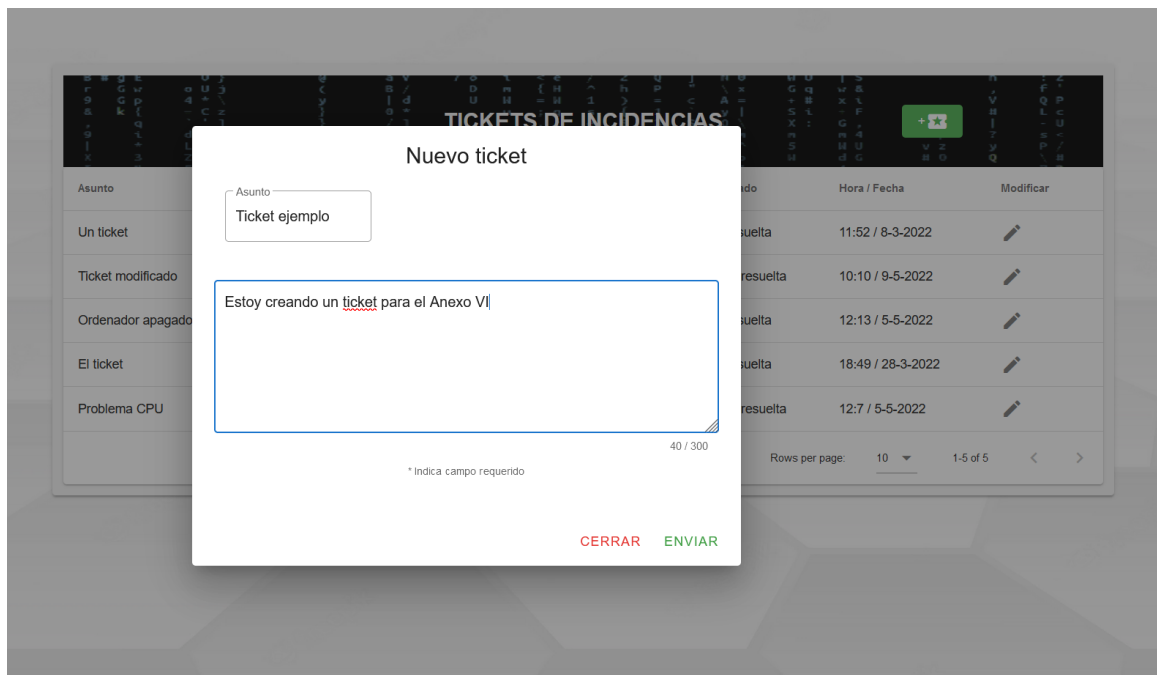 TICKETS DE INCIDENCIAS
+
Nuevo ticket
Asunto
Ticket ejemplo
Estoy creando un ticket para el Anexo VI
40 / 300
* Indica campo requerido
CERRAR ENVIAR
Asunto Hora / Fecha Modificar
Un ticket 11:52 / 8-3-2022
Ticket modificado 10:10 / 9-5-2022
Ordenador apagado 12:13 / 5-5-2022
El ticket 18:49 / 28-3-2022
Problema CPU 12:7 / 5-5-2022
Rows per page: 10 1-5 of 5